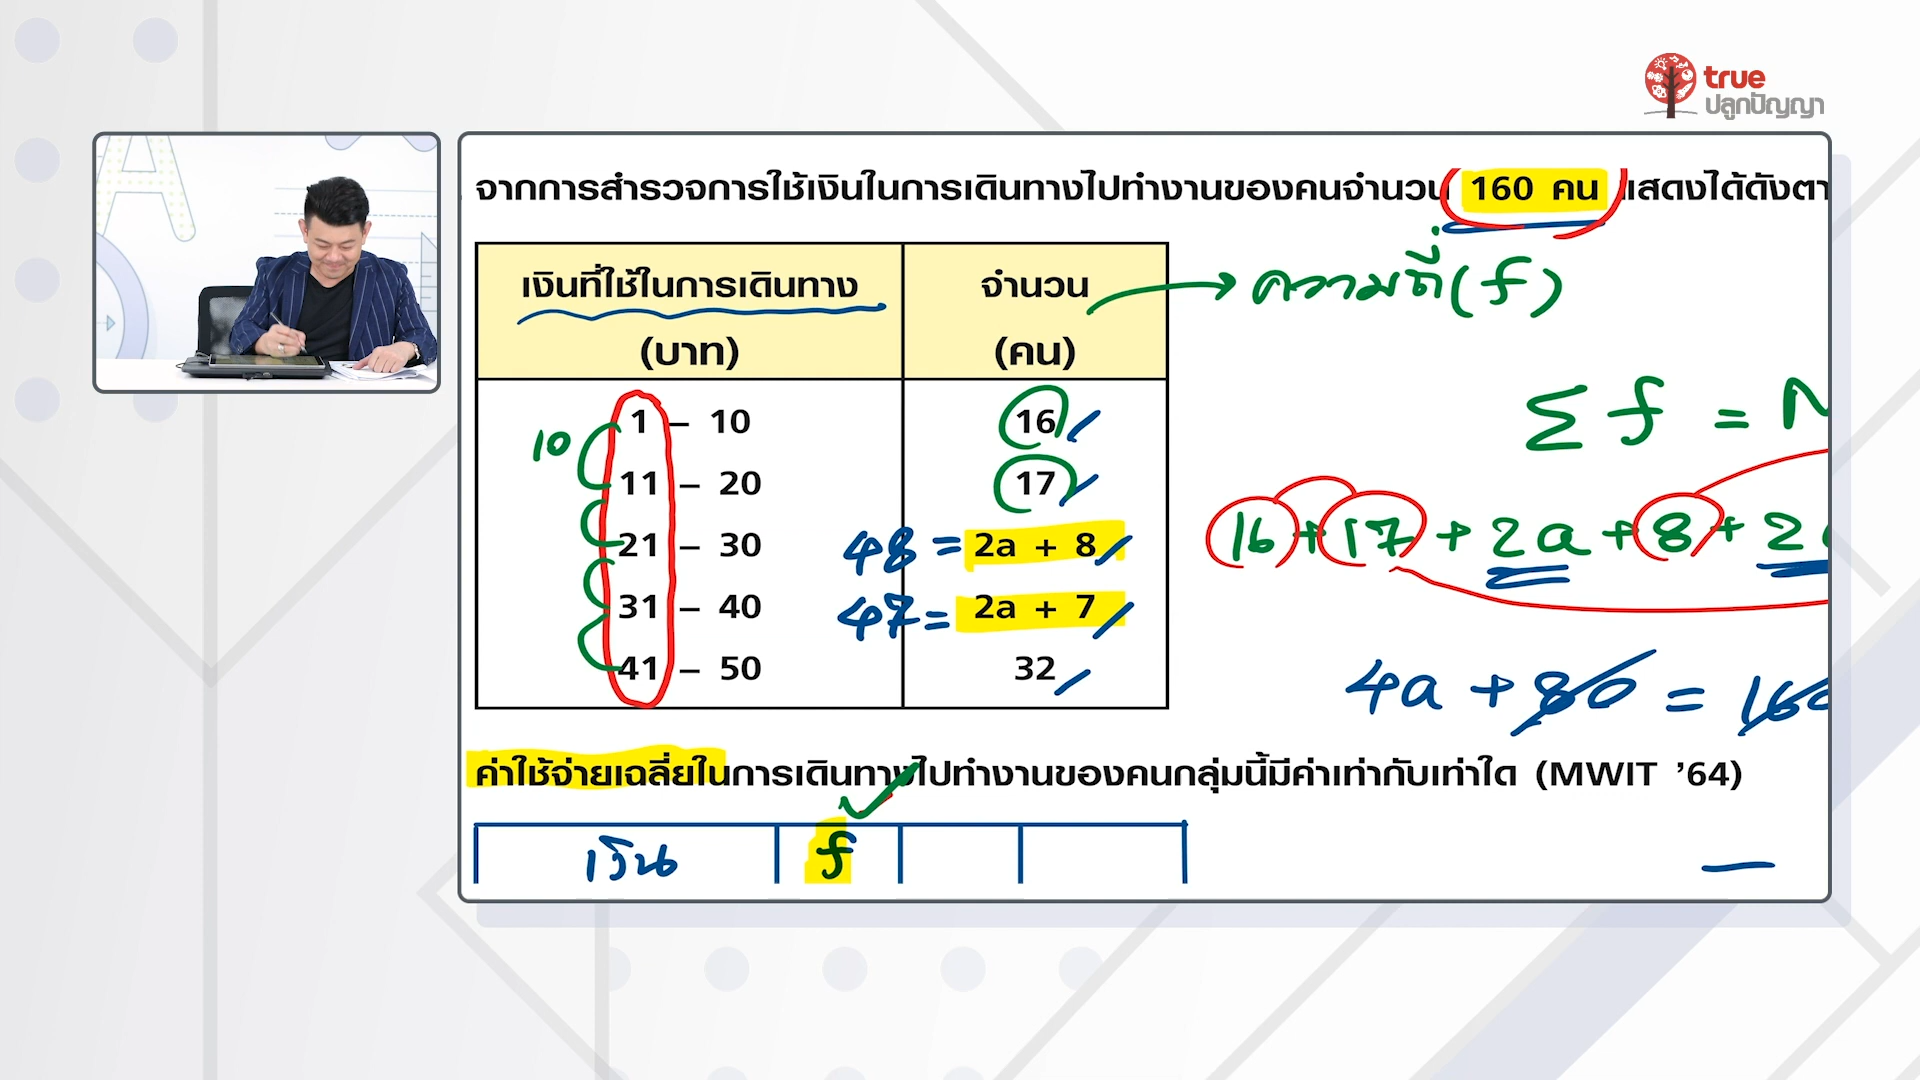 true
ปลูกปัญญา
จากการสำรวจการใช้เงินในการเดินทางไปทำงานของคนจำนวน 160 คน แสดงได้ดังตา
เงินที่ใช้ในการเดินทาง (บาท) จำนวน (คน) → ความถี่ (f)
10
1 – 10 16
11 – 20 17
21 – 30 48 = 2a + 8
31 – 40 47 = 2a + 7
41 – 50 32
Σ f = N
16 + 17 + 2a + 8 + 2
4a + 80 = 160
ค่าใช้จ่ายเฉลี่ยในการเดินทางไปทำงานของคนกลุ่มนี้มีค่าเท่ากับเท่าใด (MWIT ’64)
เงิน f